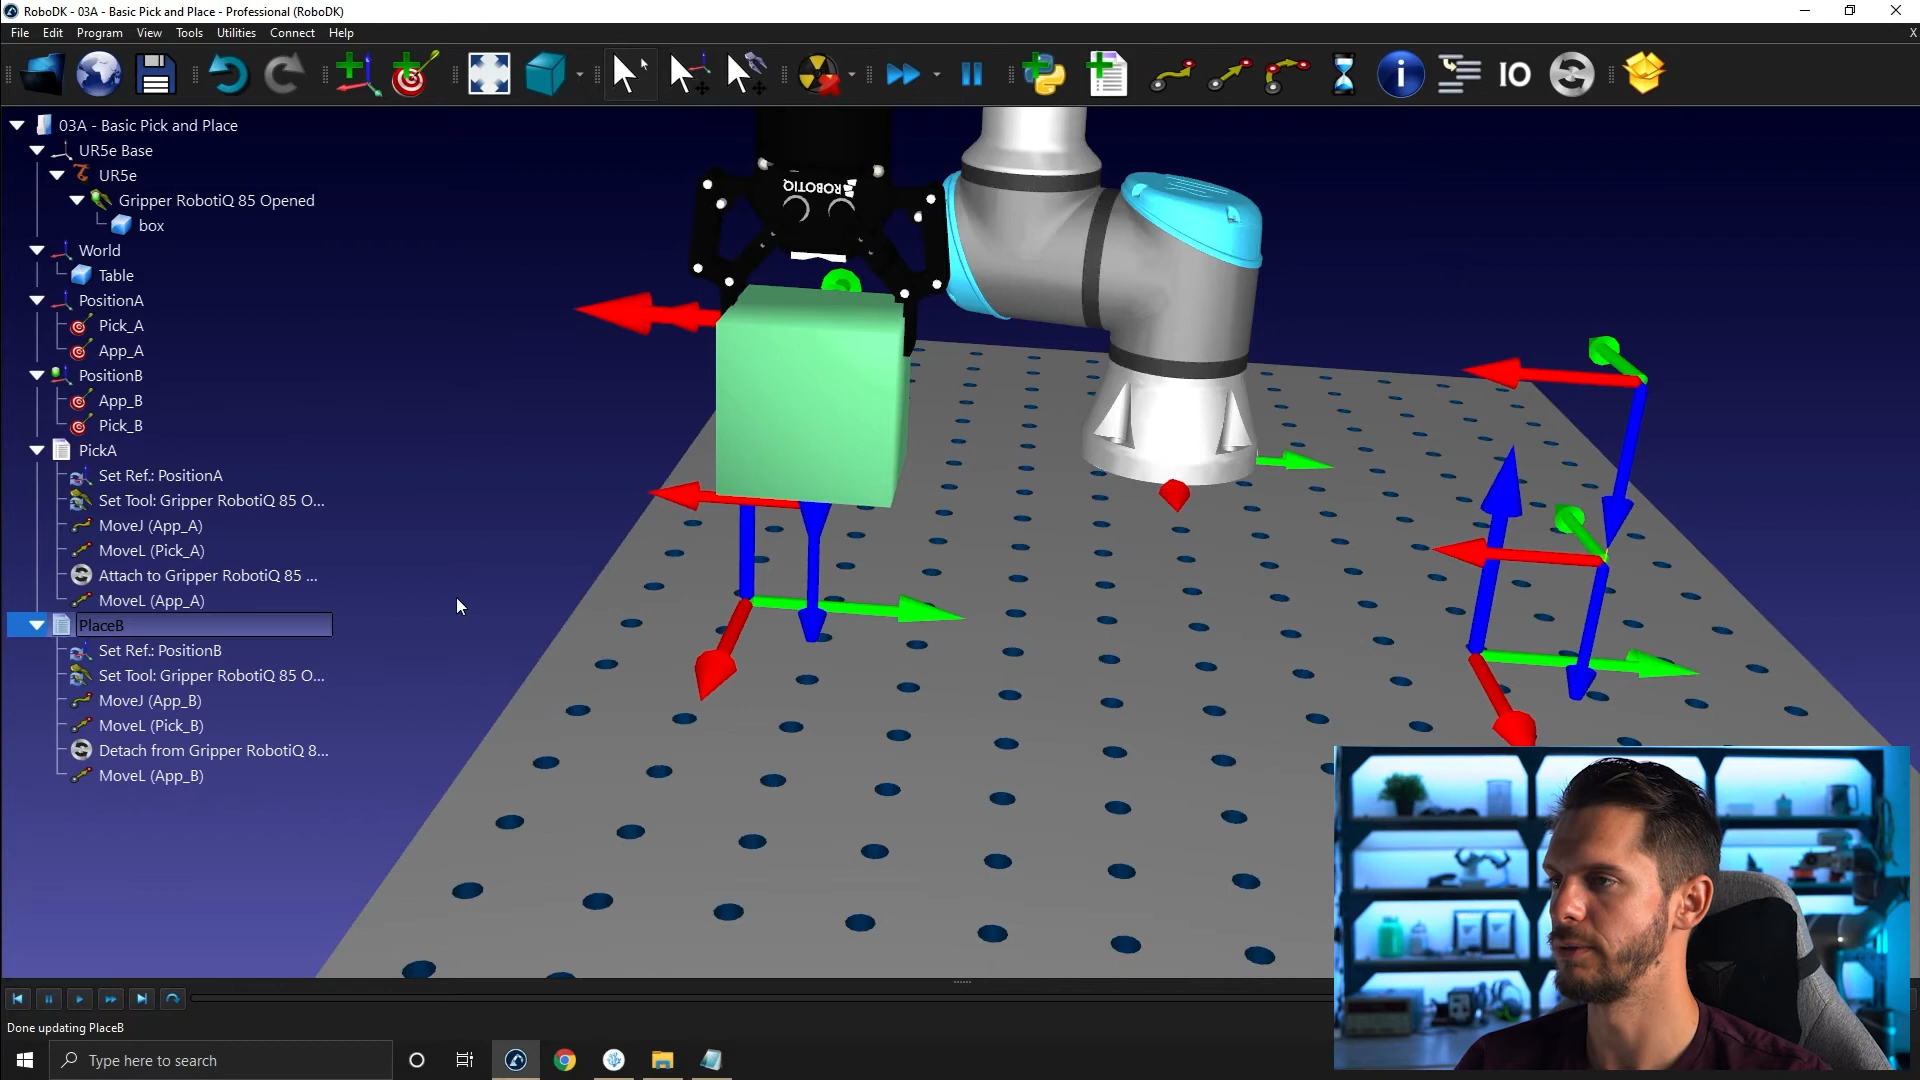 RoboDK - 03A - Basic Pick and Place - Professional (RoboDK)
File Edit Program View Tools Utilities Connect Help
X
IO
03A - Basic Pick and Place
UR5e Base
UR5e
Gripper RobotiQ 85 Opened
box
World
Table
PositionA
Pick_A
App_A
PositionB
App_B
Pick_B
PickA
Set Ref.: PositionA
Set Tool: Gripper RobotiQ 85 O...
MoveJ (App_A)
MoveL (Pick_A)
Attach to Gripper RobotiQ 85 ...
MoveL (App_A)
PlaceB
Set Ref.: PositionB
Set Tool: Gripper RobotiQ 85 O...
MoveJ (App_B)
MoveL (Pick_B)
Detach from Gripper RobotiQ 8...
MoveL (App_B)
ROBOTIQ
Done updating PlaceB
Type here to search